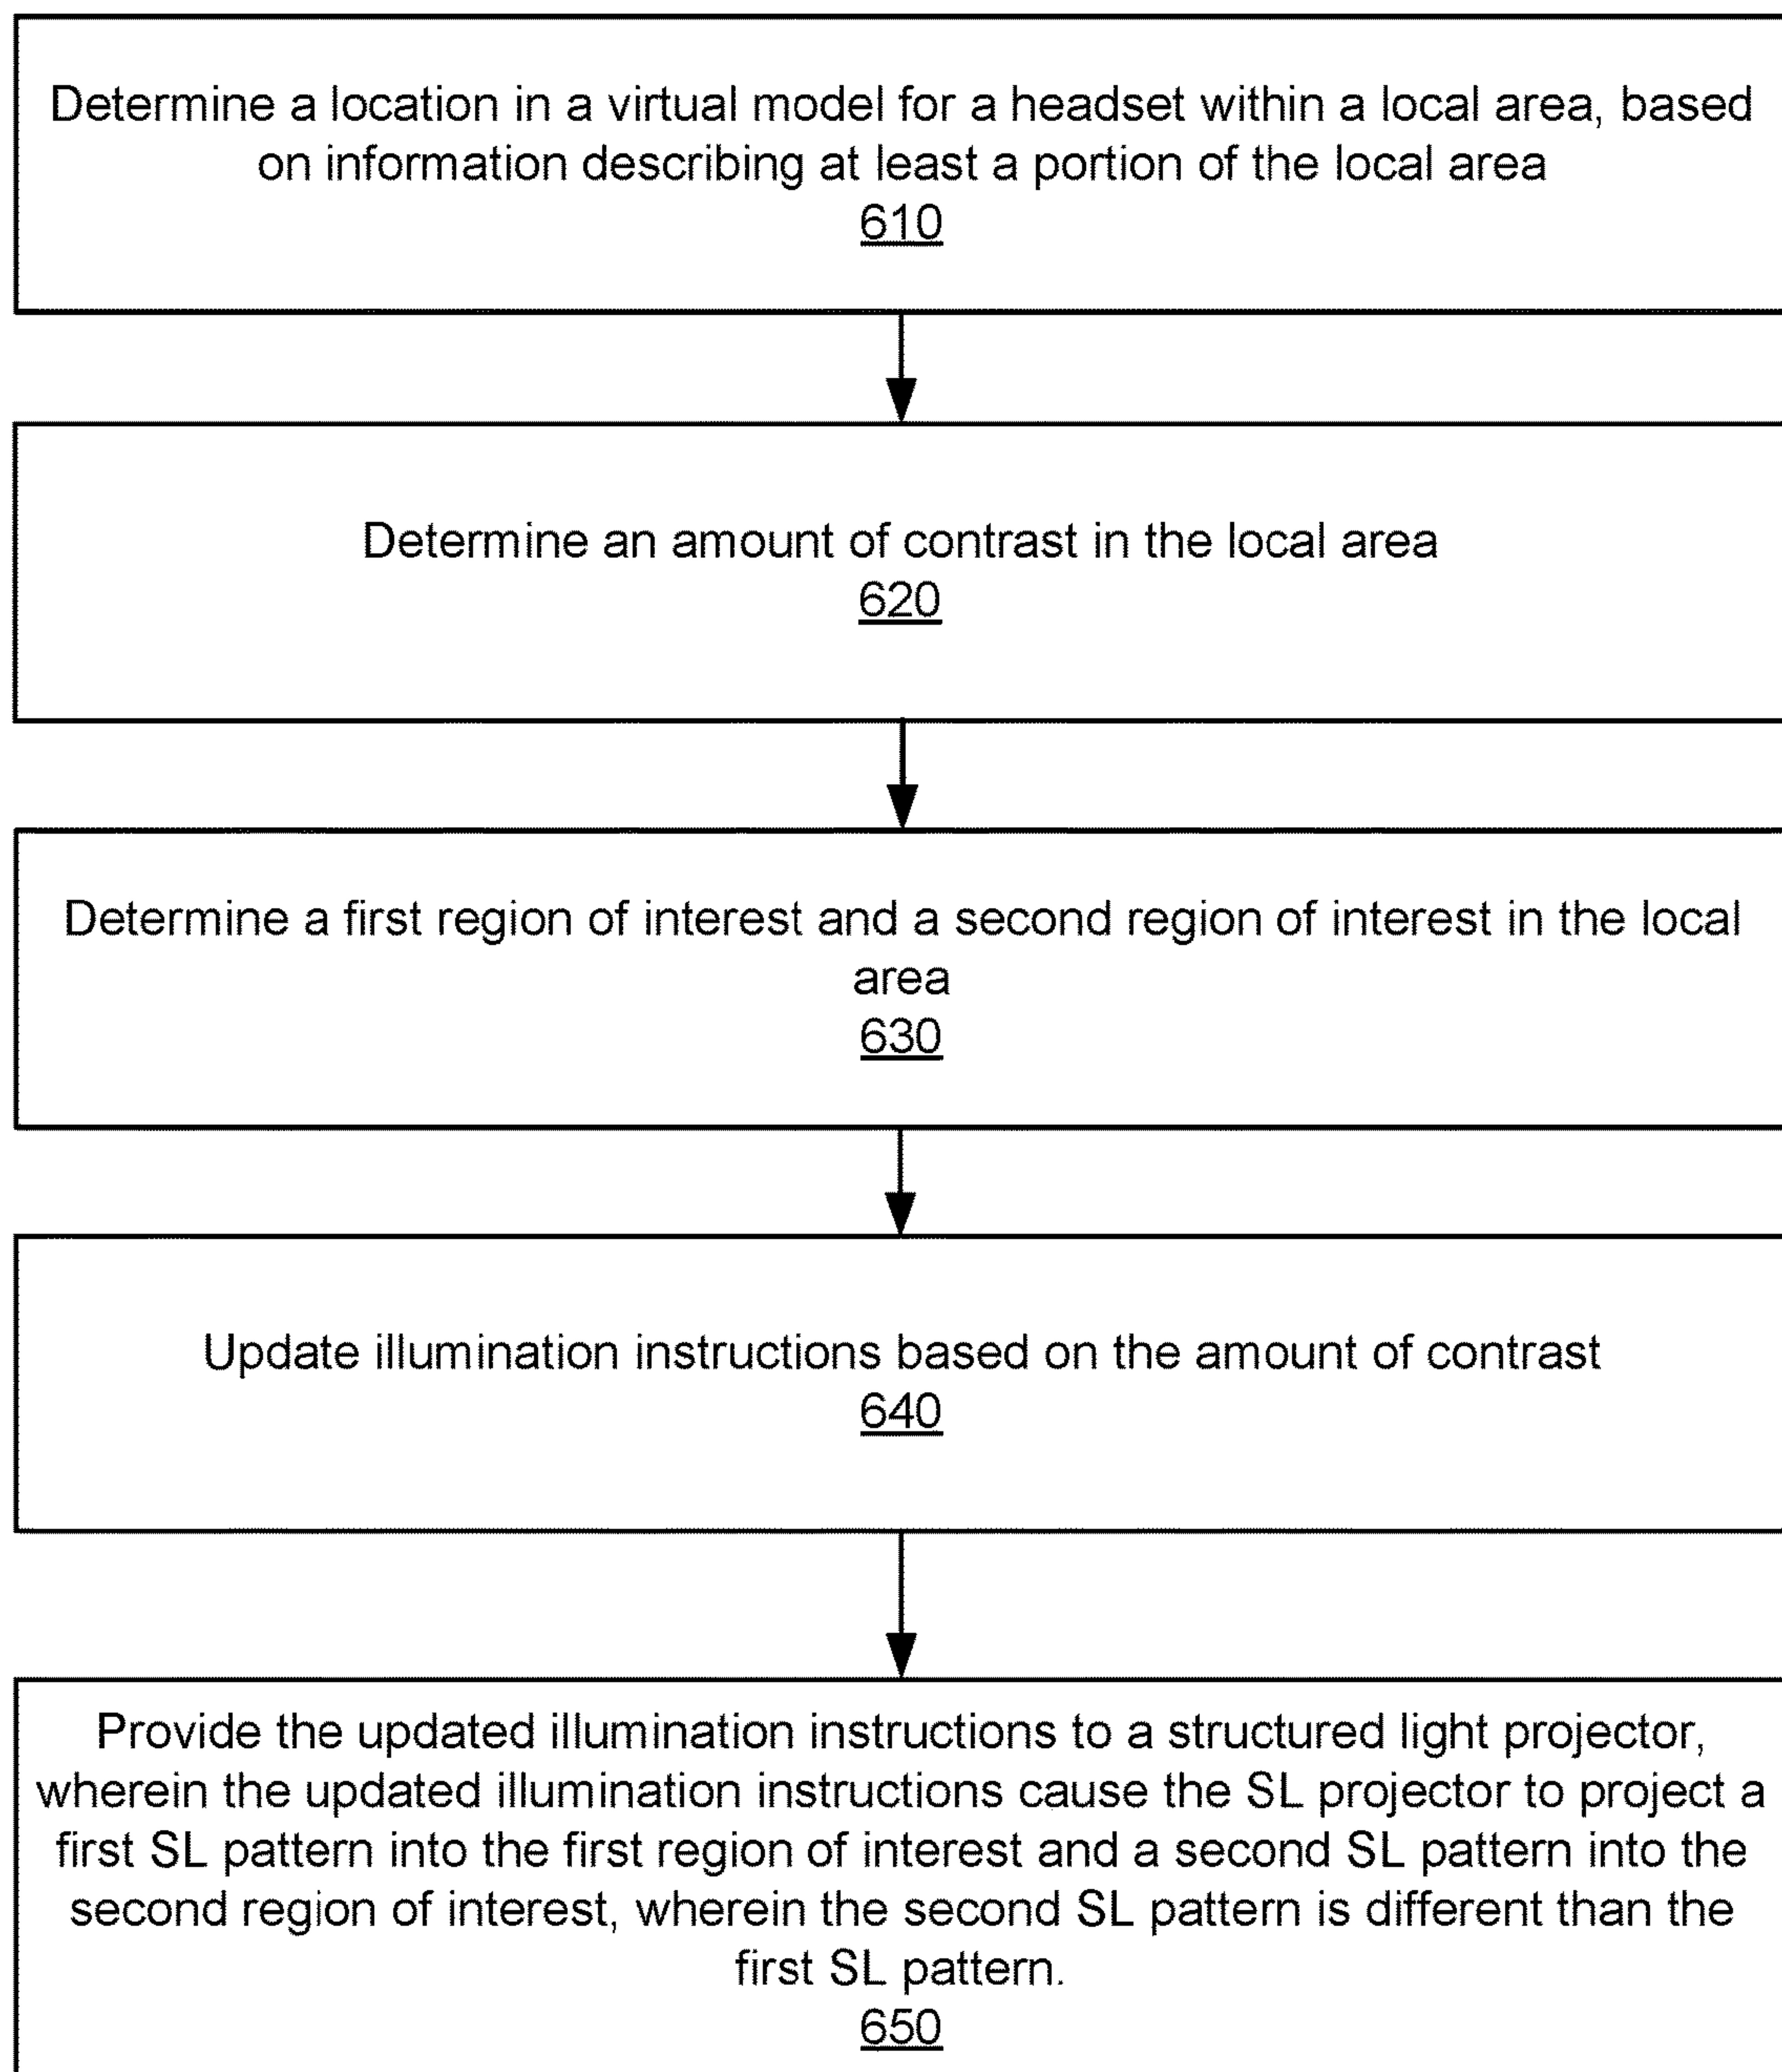 Determine a location in a virtual model for a headset within a local area, based
on information describing at least a portion of the local area
610
Determine an amount of contrast in the local area
620
Determine a first region of interest and a second region of interest in the local
area
630
Update illumination instructions based on the amount of contrast
640
Provide the updated illumination instructions to a structured light projector,
wherein the updated illumination instructions cause the SL projector to project a
first SL pattern into the first region of interest and a second SL pattern into the
second region of interest, wherein the second SL pattern is different than the
first SL pattern.
650